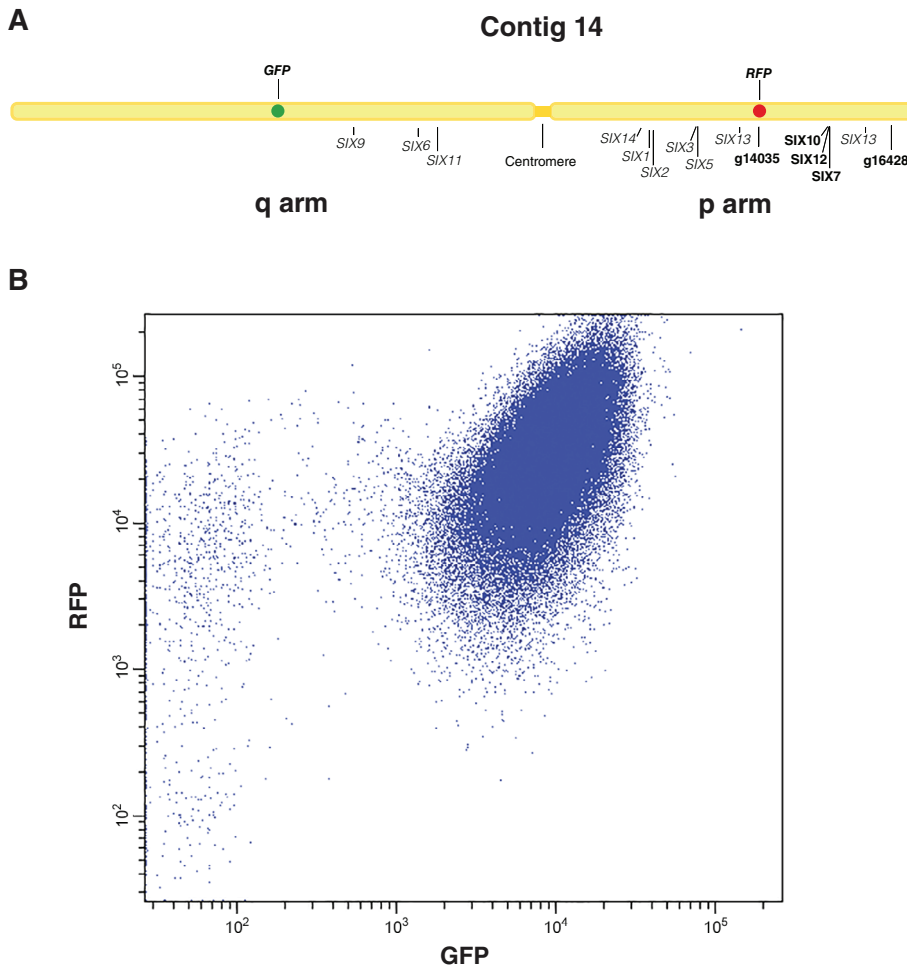 A
Contig 14
GFP
RFP
SIX9
SIX6
SIX11
Centromere
SIX14
SIX1
SIX2
SIX3
SIX5
SIX13
g14035
SIX10
SIX12
SIX7
SIX13
g16428
q arm
p arm
B
RFP
10^5
10^4
10^3
10^2
10^2
10^3
10^4
10^5
GFP